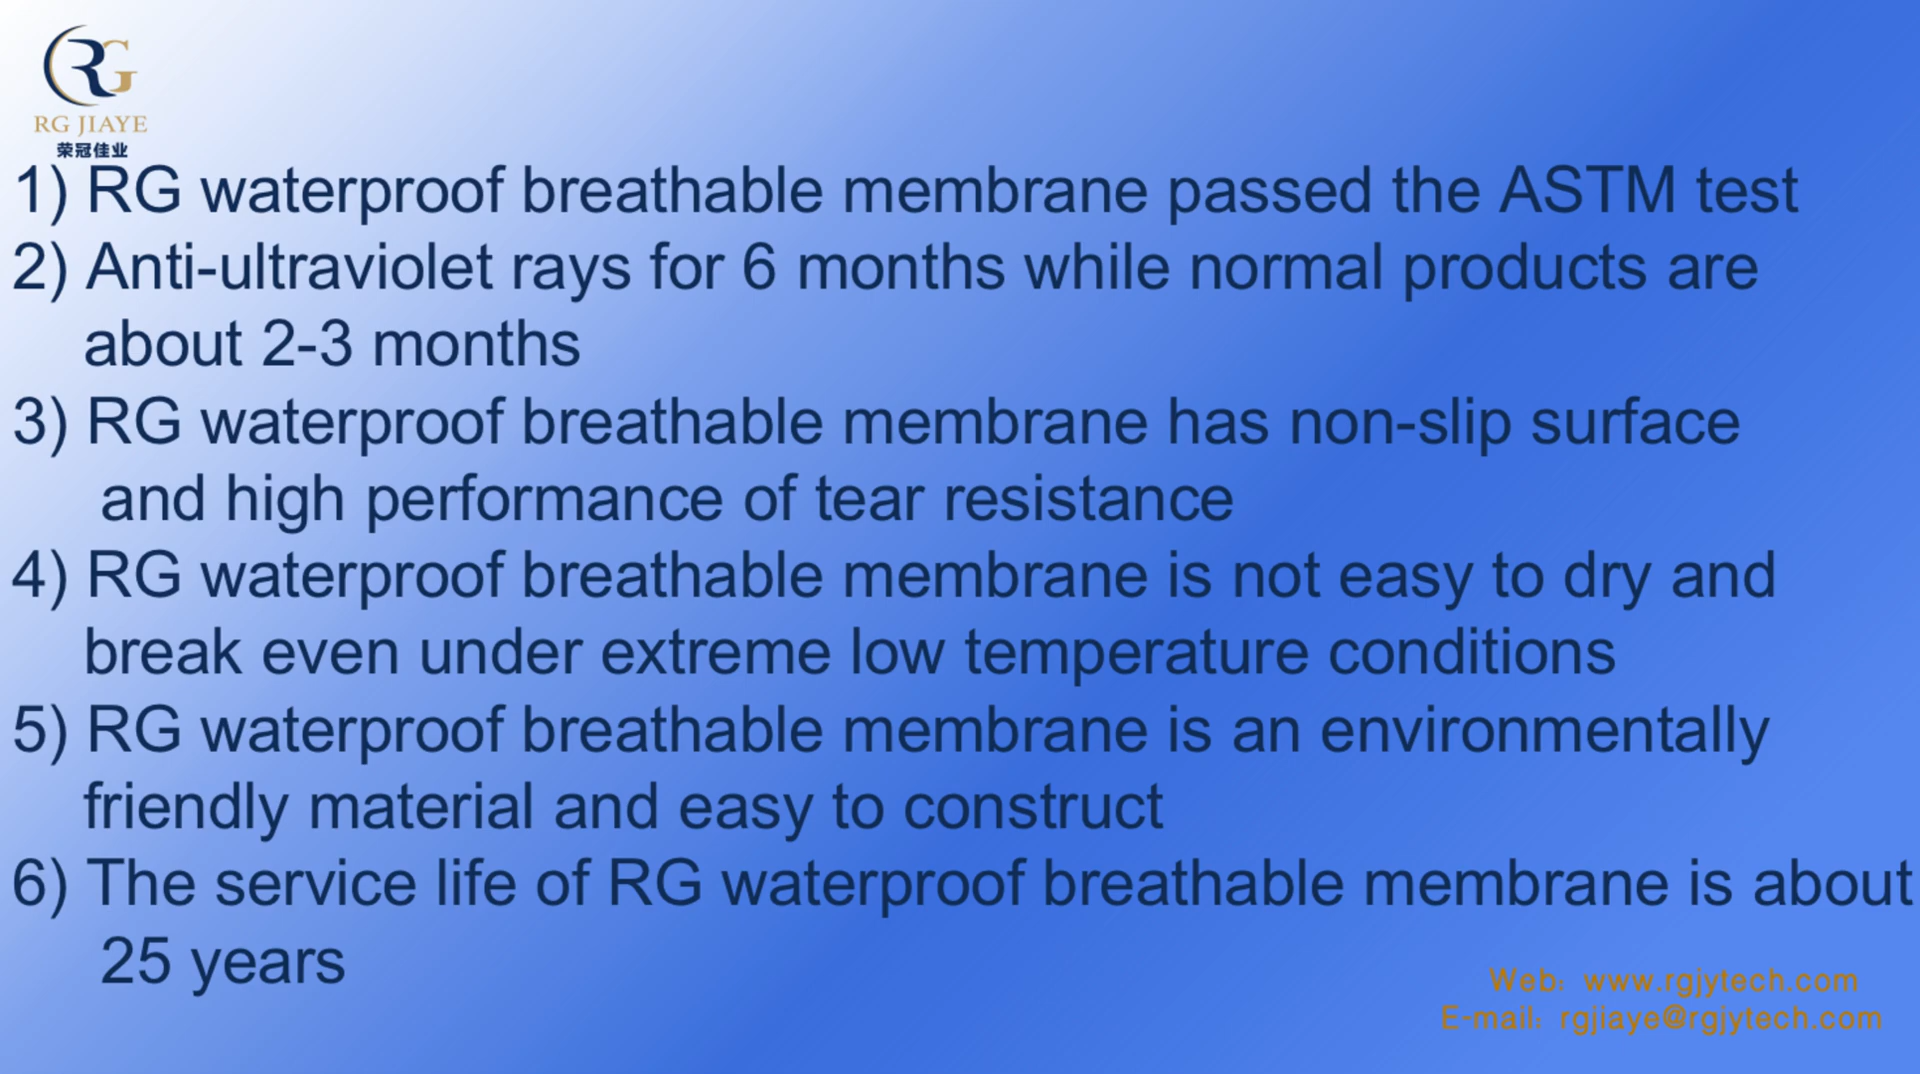 RG
RG JIAYE
荣冠佳业
1) RG waterproof breathable membrane passed the ASTM test
2) Anti-ultraviolet rays for 6 months while normal products are
about 2-3 months
3) RG waterproof breathable membrane has non-slip surface
and high performance of tear resistance
4) RG waterproof breathable membrane is not easy to dry and
break even under extreme low temperature conditions
5) RG waterproof breathable membrane is an environmentally
friendly material and easy to construct
6) The service life of RG waterproof breathable membrane is about
25 years
Web: www.rgjytech.com
E-mail: rgjiaye@rgjytech.com